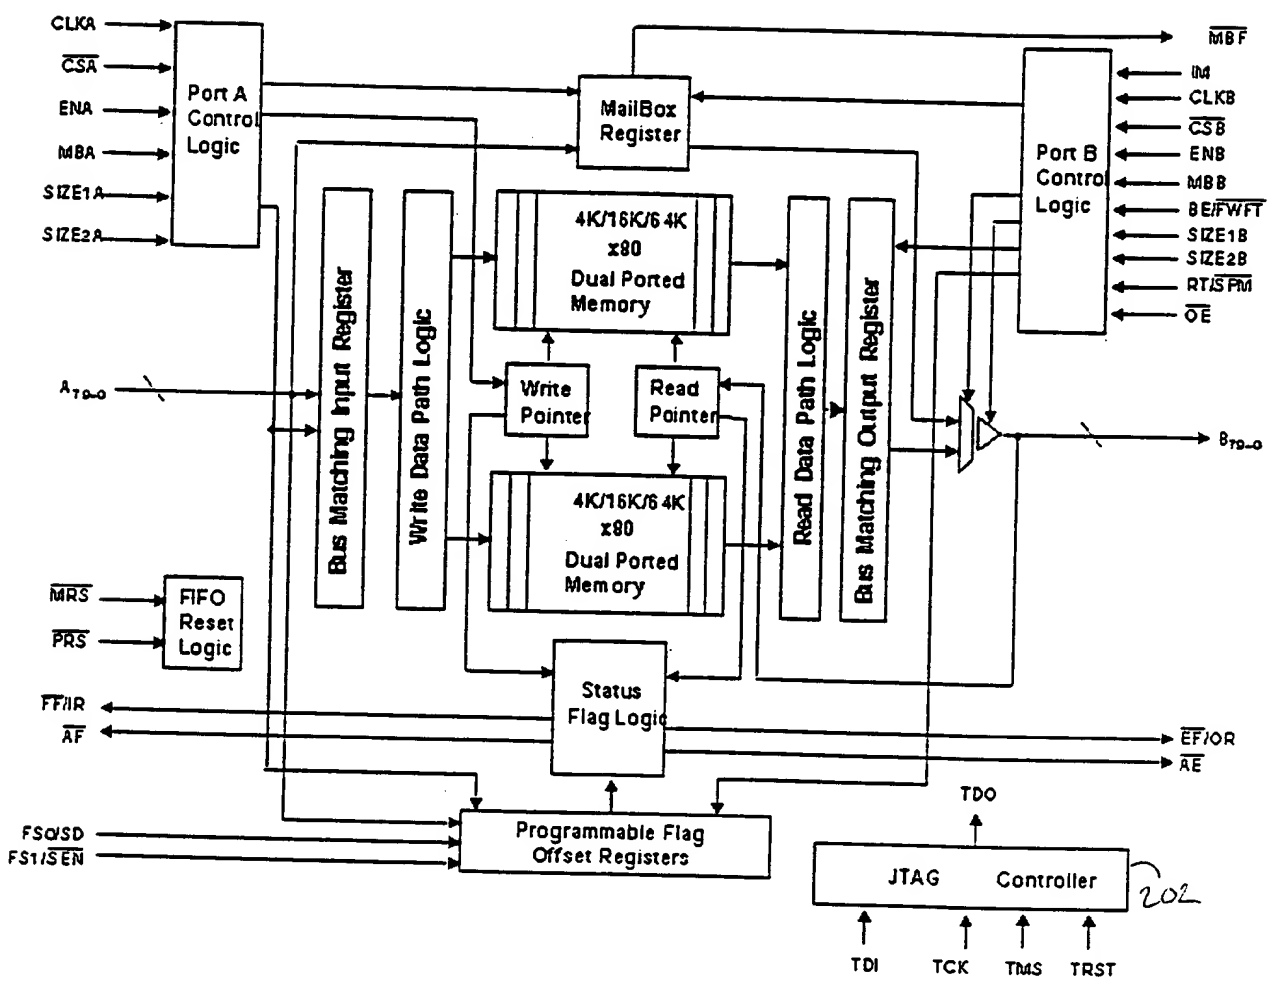 CLKA
CSA
ENA
MBA
SIZE1A
SIZE2A
Port A
Control
Logic
MailBox
Register
MBF
IM
CLKB
CSB
ENB
MBB
BE/FWFT
SIZE1B
SIZE2B
RT/SPM
OE
Port B
Control
Logic
Bus Matching Input Register
Write Data Path Logic
4K/16K/64K
x80
Dual Ported
Memory
Read Data Path Logic
Bus Matching Output Register
A79-0
Write
Pointer
Read
Pointer
B79-0
4K/16K/64K
x80
Dual Ported
Memory
MRS
PRS
FIFO
Reset
Logic
FF/IR
AF
Status
Flag Logic
EF/OR
AE
FS0/SD
FS1/SEN
Programmable Flag
Offset Registers
TDO
JTAG Controller
202
TDI
TCK
TMS
TRST